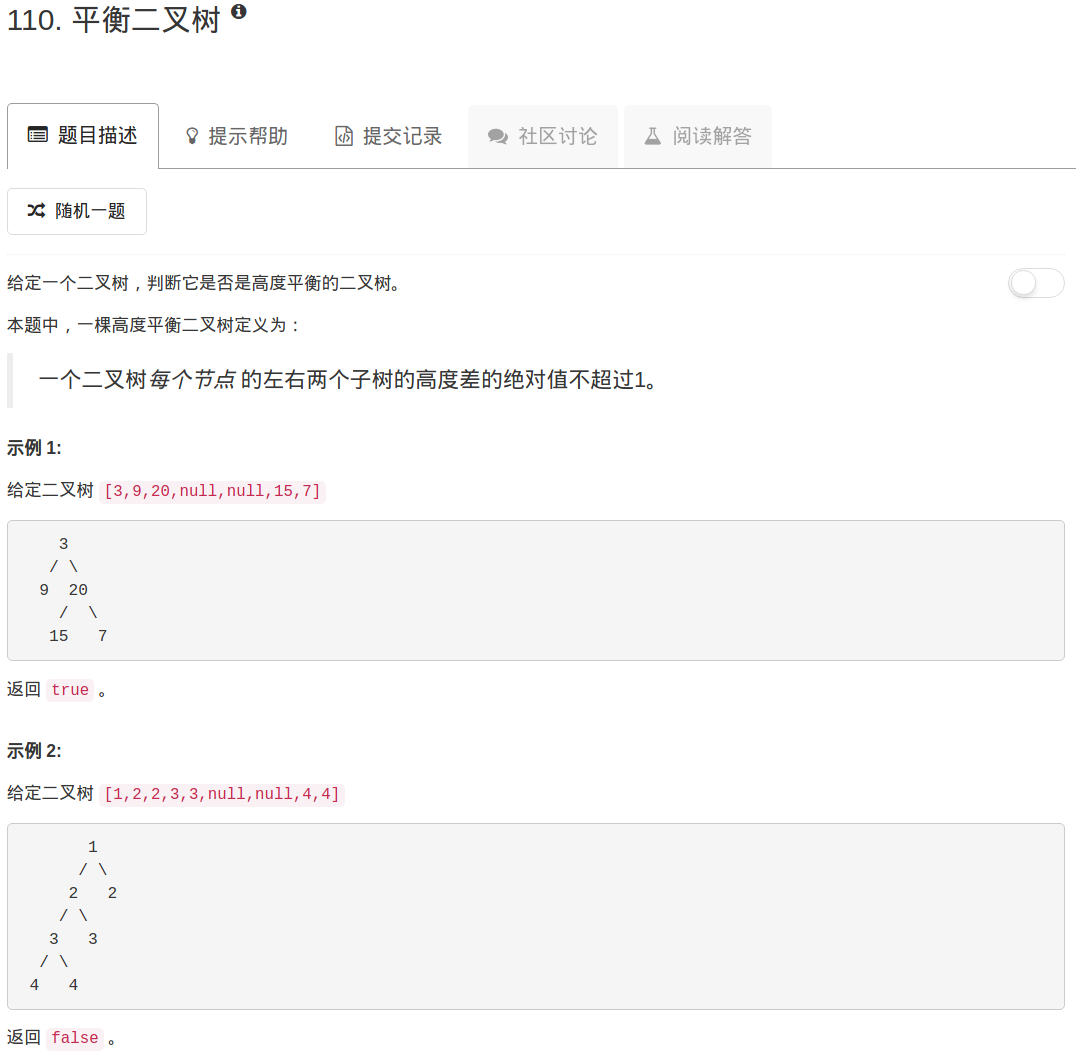 110. 平衡二叉树
题目描述 提示帮助 提交记录 社区讨论 阅读解答
随机一题
给定一个二叉树，判断它是否是高度平衡的二叉树。
本题中，一棵高度平衡二叉树定义为：
一个二叉树每个节点 的左右两个子树的高度差的绝对值不超过1。
示例 1:
给定二叉树 [3,9,20,null,null,15,7]
3
/ \
9 20
/ \
15 7
返回 true 。
示例 2:
给定二叉树 [1,2,2,3,3,null,null,4,4]
1
/ \
2 2
/ \
3 3
/ \
4 4
返回 false 。